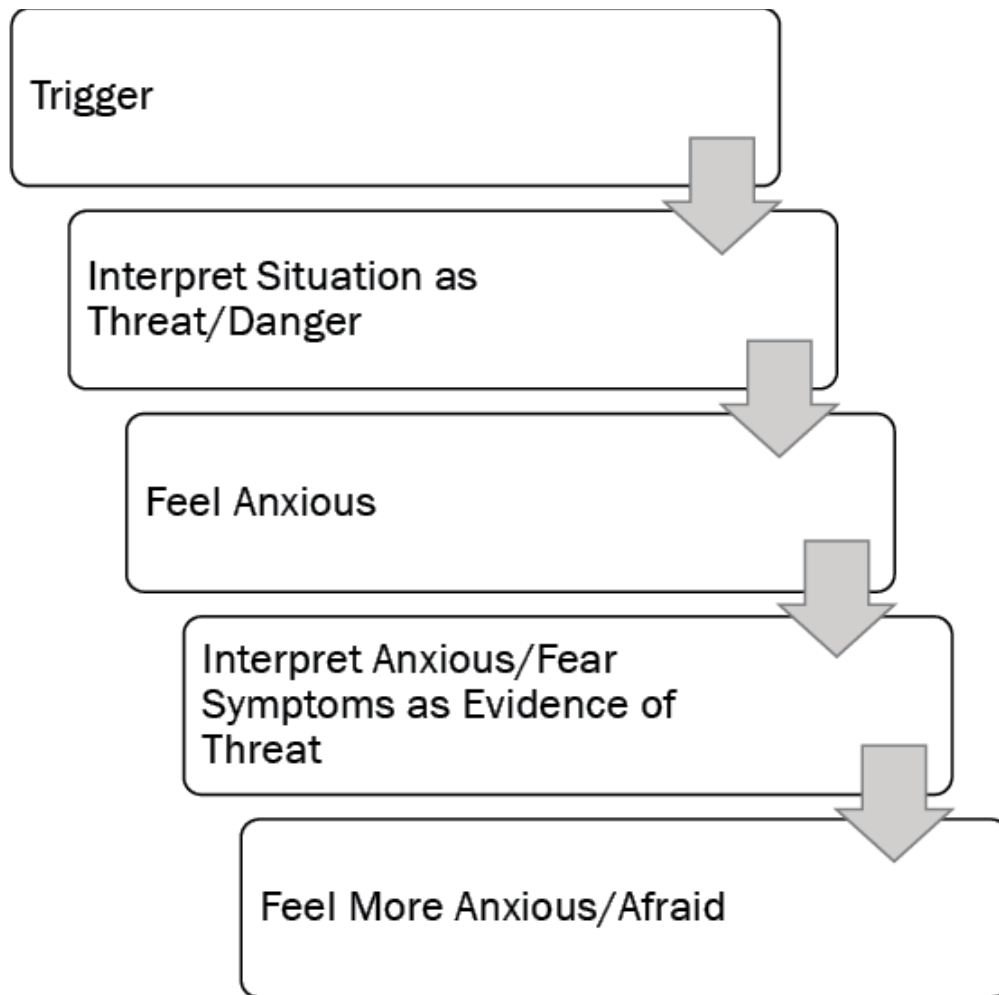 Trigger
Interpret Situation as
Threat/Danger
Feel Anxious
Interpret Anxious/Fear
Symptoms as Evidence of
Threat
Feel More Anxious/Afraid